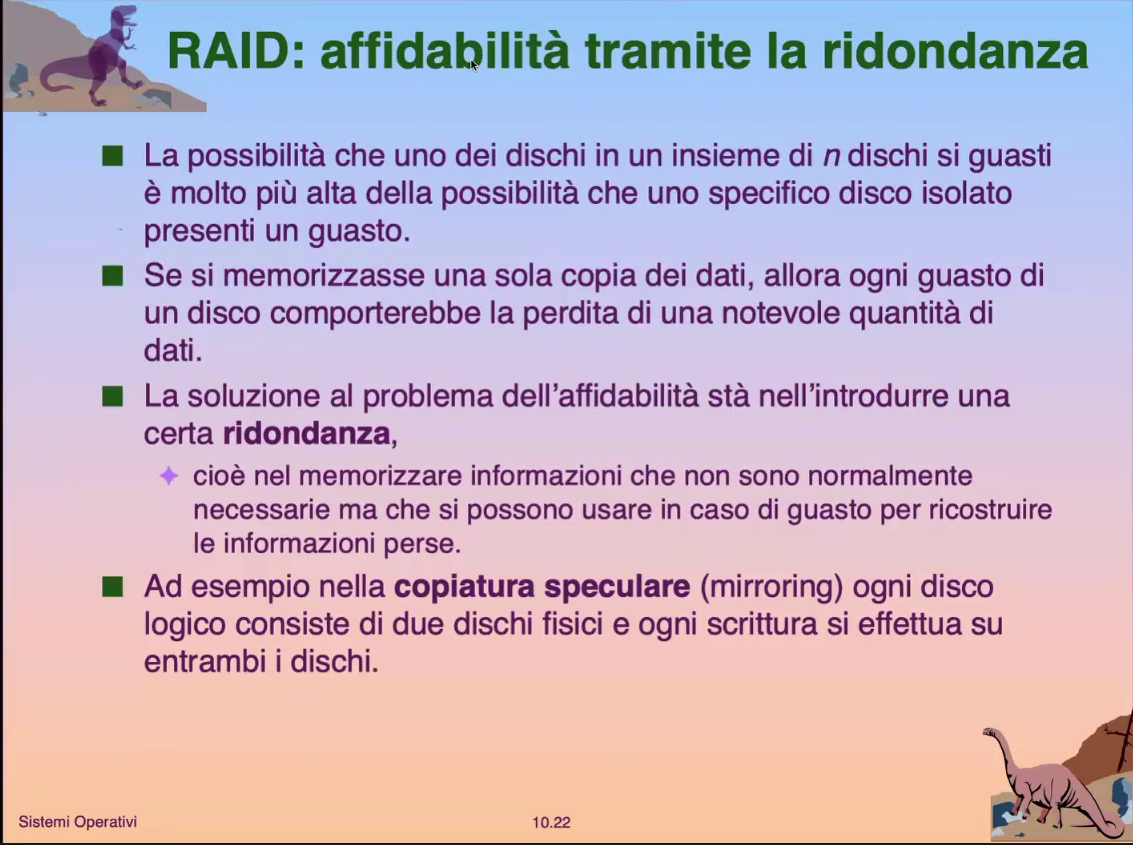 RAID: affidabilità tramite la ridondanza
La possibilità che uno dei dischi in un insieme di n dischi si guasti
è molto più alta della possibilità che uno specifico disco isolato
presenti un guasto.
Se si memorizzasse una sola copia dei dati, allora ogni guasto di
un disco comporterebbe la perdita di una notevole quantità di
dati.
La soluzione al problema dell'affidabilità stà nell'introdurre una
certa ridondanza,
cioè nel memorizzare informazioni che non sono normalmente
necessarie ma che si possono usare in caso di guasto per ricostruire
le informazioni perse.
Ad esempio nella copiatura speculare (mirroring) ogni disco
logico consiste di due dischi fisici e ogni scrittura si effettua su
entrambi i dischi.
Sistemi Operativi
10.22